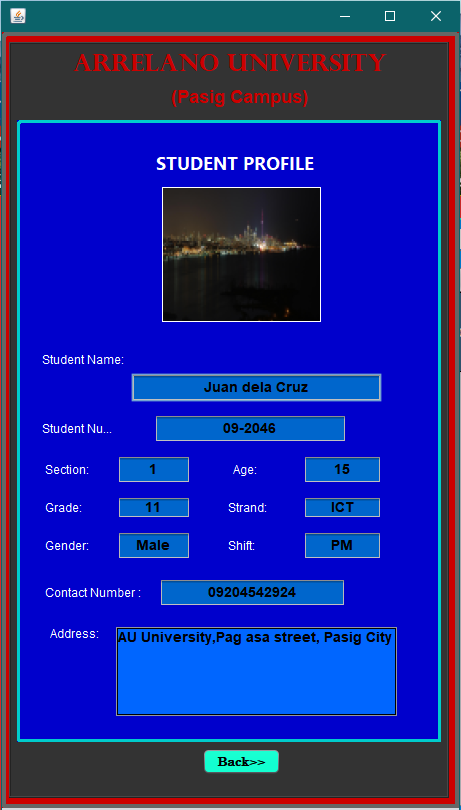 ARRELANO UNIVERSITY
(Pasig Campus)
STUDENT PROFILE
Student Name:
Juan dela Cruz
Student Nu... 09-2046
Section: 1 Age: 15
Grade: 11 Strand: ICT
Gender: Male Shift: PM
Contact Number : 09204542924
Address: AU University,Pag asa street, Pasig City
Back>>